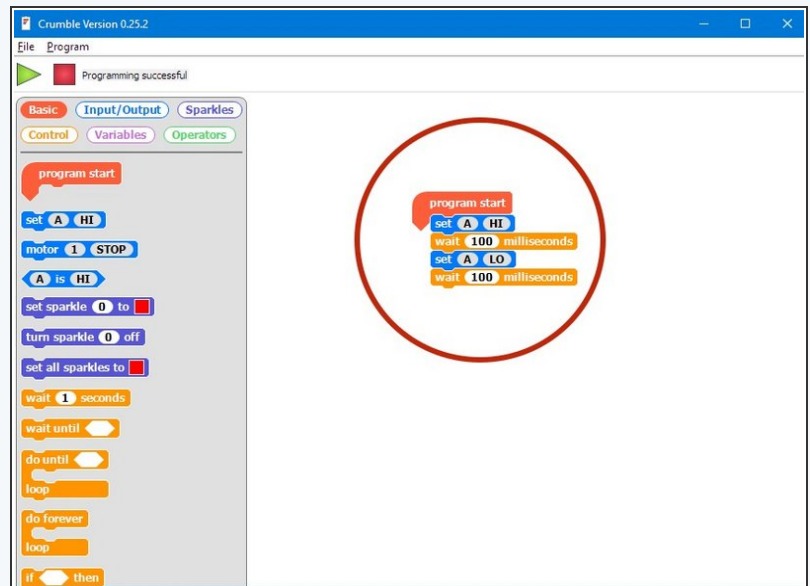 Crumble Version 0.25.2
File Program
Programming successful
Basic Input/Output Sparkles
Control Variables Operators
program start
set A HI
motor 1 STOP
A is HI
set sparkle 0 to
turn sparkle 0 off
set all sparkles to
wait 1 seconds
wait until
do until
loop
do forever
loop
if then
program start
set A HI
wait 100 milliseconds
set A LO
wait 100 milliseconds